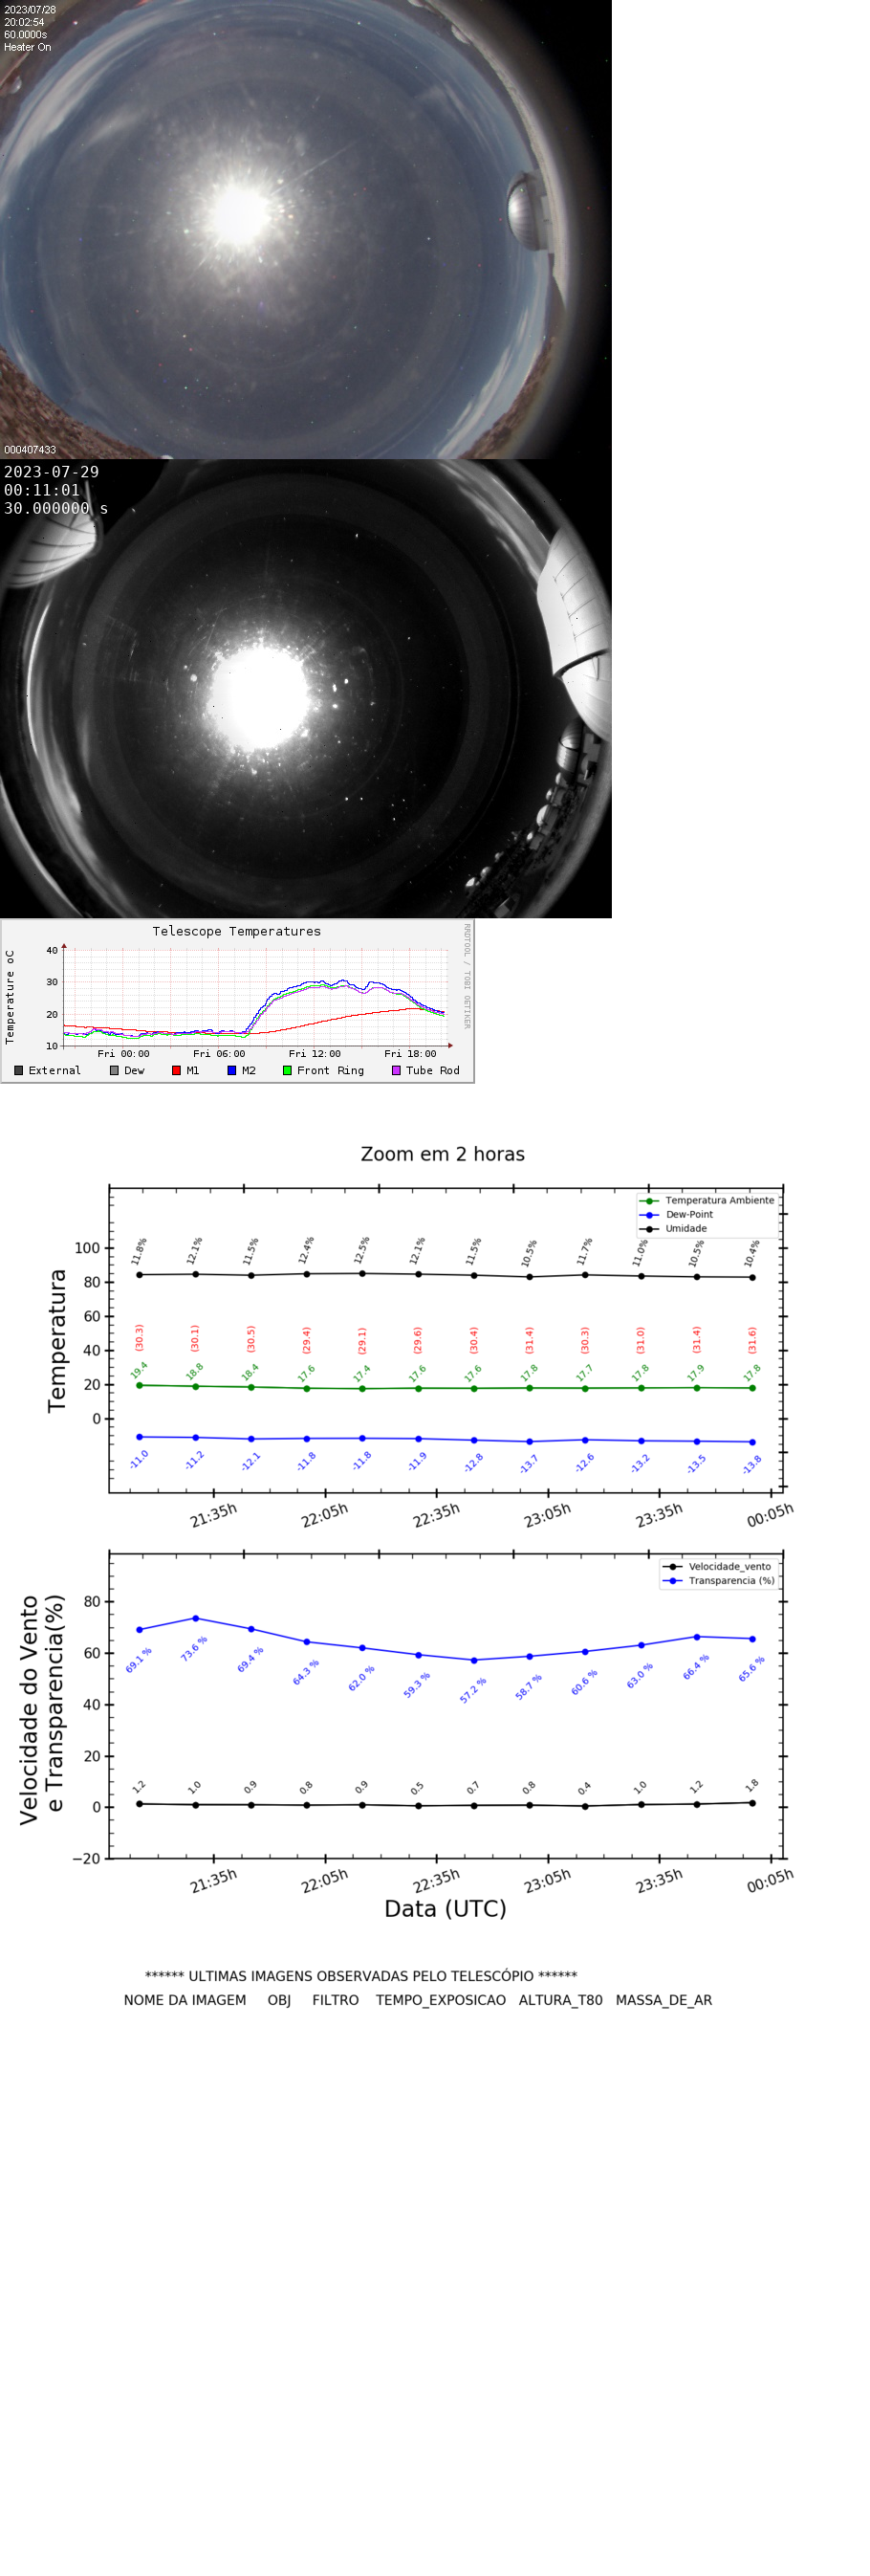 2023/07/28
20:02:54
60.0000s
Heater On
000407433
2023-07-29
00:11:01
30.000000 s
Telescope Temperatures
RRDTOOL / TOBI OETIKER
Temperature oC
40
30
20
10
Fri 00:00 Fri 06:00 Fri 12:00 Fri 18:00
External Dew M1 M2 Front Ring Tube Rod
Zoom em 2 horas
Temperatura Ambiente
Dew-Point
Umidade
Temperatura
100
80
60
40
20
0
11.8% 12.1% 11.5% 12.4% 12.5% 12.1% 11.5% 10.5% 11.7% 11.0% 10.5% 10.4%
(30.3) (30.1) (30.5) (29.4) (29.1) (29.6) (30.4) (31.4) (30.3) (31.0) (31.4) (31.6)
19.4 18.8 18.4 17.6 17.4 17.6 17.6 17.8 17.7 17.8 17.9 17.8
-11.0 -11.2 -12.1 -11.8 -11.8 -11.9 -12.8 -13.7 -12.6 -13.2 -13.5 -13.8
21:35h 22:05h 22:35h 23:05h 23:35h 00:05h
Velocidade_vento
Transparencia (%)
Velocidade do Vento
e Transparencia(%)
80
60
40
20
0
−20
69.1 % 73.6 % 69.4 % 64.3 % 62.0 % 59.3 % 57.2 % 58.7 % 60.6 % 63.0 % 66.4 % 65.6 %
1.2 1.0 0.9 0.8 0.9 0.5 0.7 0.8 0.4 1.0 1.2 1.8
21:35h 22:05h 22:35h 23:05h 23:35h 00:05h
Data (UTC)
****** ULTIMAS IMAGENS OBSERVADAS PELO TELESCÓPIO ******
NOME DA IMAGEM OBJ FILTRO TEMPO_EXPOSICAO ALTURA_T80 MASSA_DE_AR